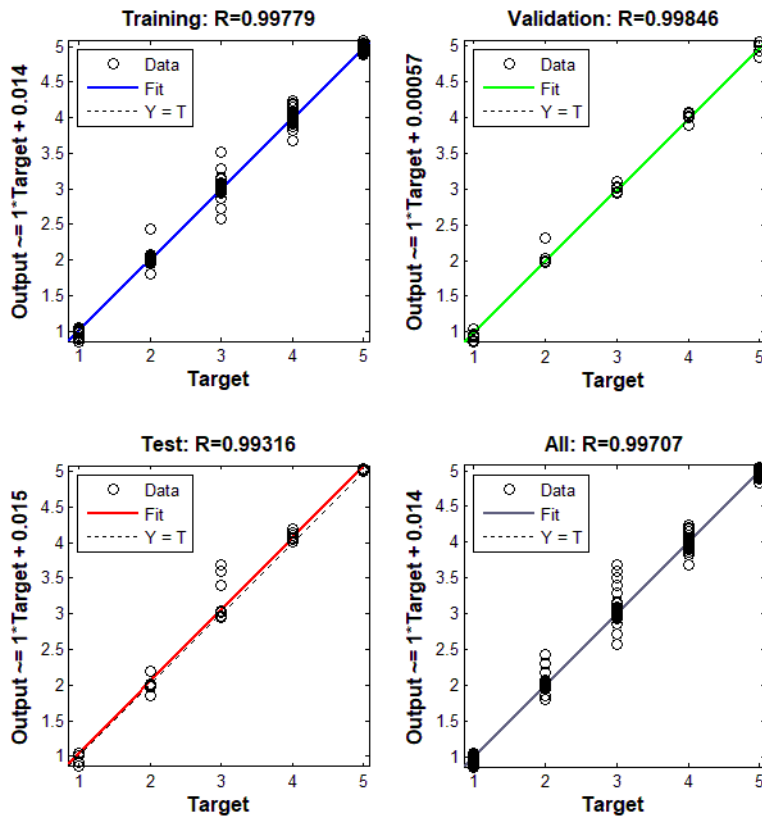 Training: R=0.99779
Output ~= 1*Target + 0.014
5
4.5
4
3.5
3
2.5
2
1.5
1
Data
Fit
Y = T
1 2 3 4 5
Target
Validation: R=0.99846
Output ~= 1*Target + 0.00057
5
4.5
4
3.5
3
2.5
2
1.5
1
Data
Fit
Y = T
1 2 3 4 5
Target
Test: R=0.99316
Output ~= 1*Target + 0.015
5
4.5
4
3.5
3
2.5
2
1.5
1
Data
Fit
Y = T
1 2 3 4 5
Target
All: R=0.99707
Output ~= 1*Target + 0.014
5
4.5
4
3.5
3
2.5
2
1.5
1
Data
Fit
Y = T
1 2 3 4 5
Target